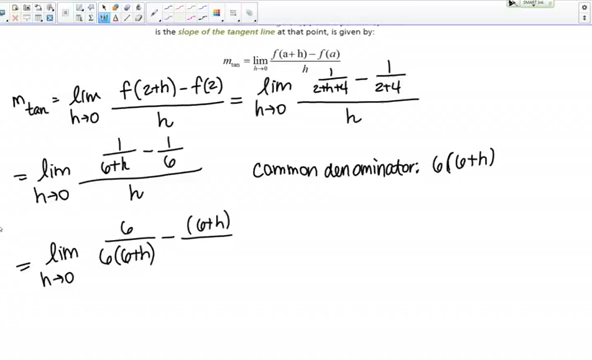 is the slope of the tangent line at that point, is given by:
m_tan = lim_{h→0} (f(a+h) − f(a)) / h
m_tan = lim_{h→0} (f(2+h) − f(2)) / h = lim_{h→0} (1/(2+h+4) − 1/(2+4)) / h
= lim_{h→0} (1/(6+h) − 1/6) / h    Common denominator: 6(6+h)
= lim_{h→0} 6/(6(6+h)) − (6+h)/